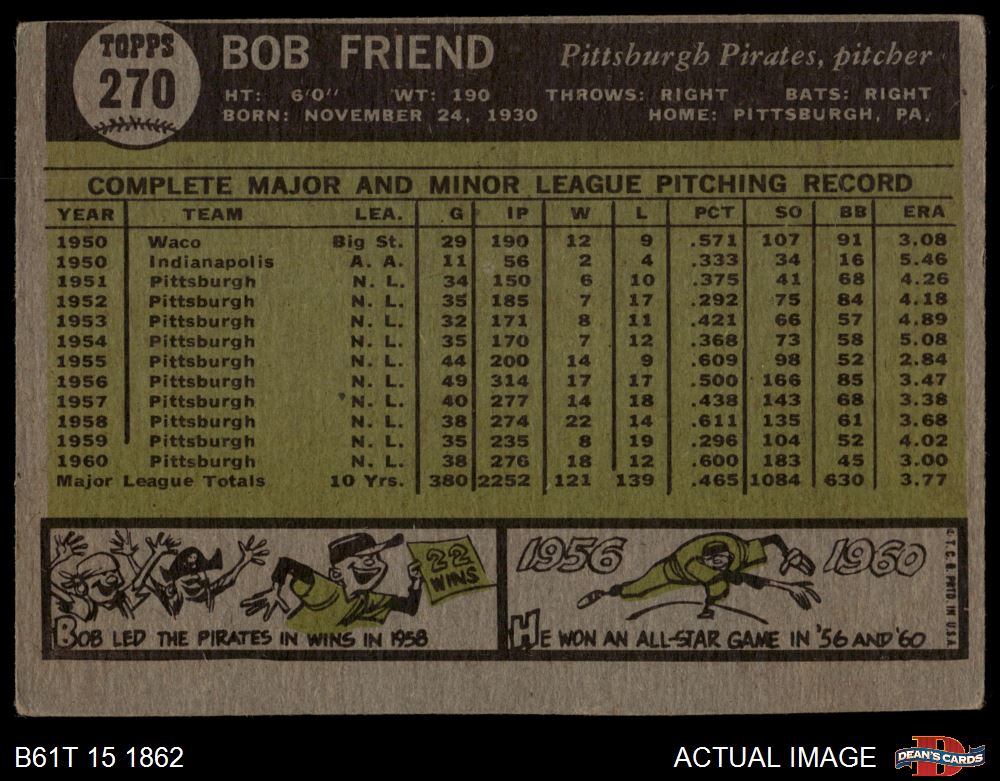 TOPPS
270
BOB FRIEND
Pittsburgh Pirates, pitcher
HT: 6'0" WT: 190 THROWS: RIGHT BATS: RIGHT
BORN: NOVEMBER 24, 1930 HOME: PITTSBURGH, PA.
COMPLETE MAJOR AND MINOR LEAGUE PITCHING RECORD
YEAR TEAM LEA. G IP W L PCT SO BB ERA
1950 Waco Big St. 29 190 12 9 .571 107 91 3.08
1950 Indianapolis A. A. 11 56 2 4 .333 34 16 5.46
1951 Pittsburgh N. L. 34 150 6 10 .375 41 68 4.26
1952 Pittsburgh N. L. 35 185 7 17 .292 75 84 4.18
1953 Pittsburgh N. L. 32 171 8 11 .421 66 57 4.89
1954 Pittsburgh N. L. 35 170 7 12 .368 73 58 5.08
1955 Pittsburgh N. L. 44 200 14 9 .609 98 52 2.84
1956 Pittsburgh N. L. 49 314 17 17 .500 166 85 3.47
1957 Pittsburgh N. L. 40 277 14 18 .438 143 68 3.38
1958 Pittsburgh N. L. 38 274 22 14 .611 135 61 3.68
1959 Pittsburgh N. L. 35 235 8 19 .296 104 52 4.02
1960 Pittsburgh N. L. 38 276 18 12 .600 183 45 3.00
Major League Totals 10 Yrs. 380 2252 121 139 .465 1084 630 3.77
22
WINS
BOB LED THE PIRATES IN WINS IN 1958
1956 1960
HE WON AN ALL-STAR GAME IN '56 AND '60
© T. C. G. PRTD. IN U.S.A.
B61T 15 1862
ACTUAL IMAGE
D
DEAN'S CARDS